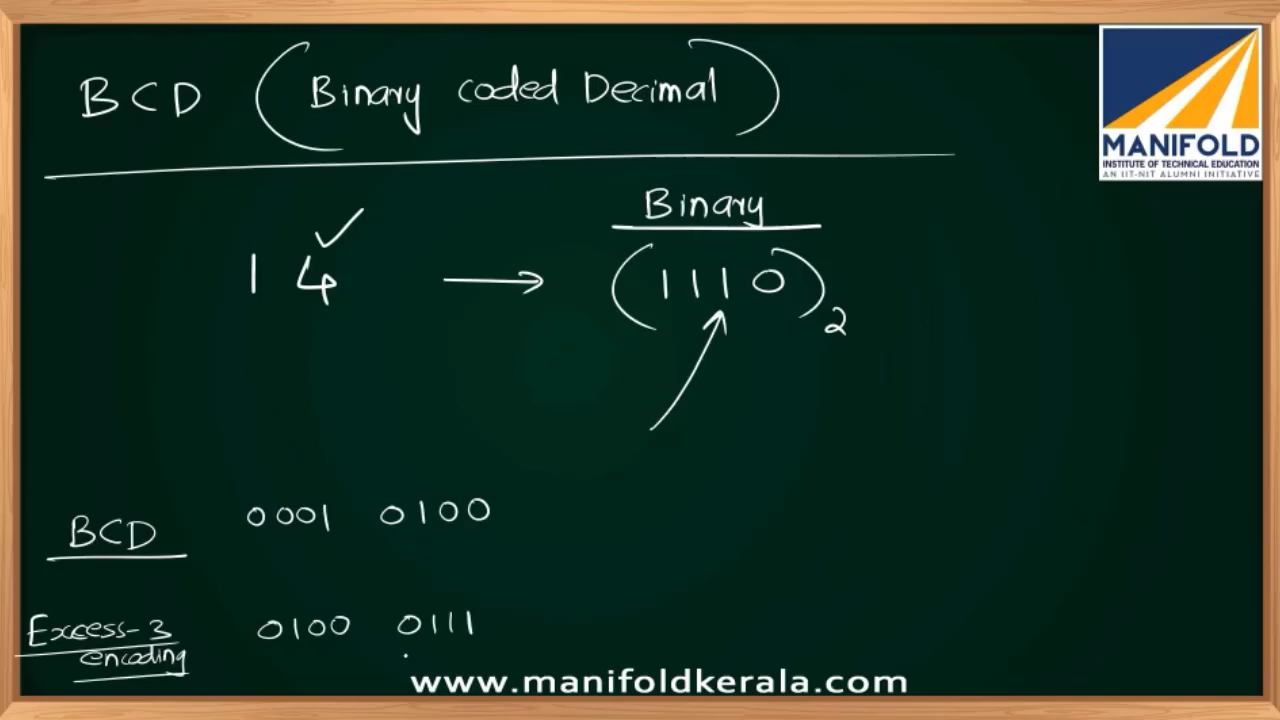 BCD (Binary coded Decimal)
MANIFOLD
INSTITUTE OF TECHNICAL EDUCATION
AN IIT-NIT ALUMNI INITIATIVE
Binary
14 → (1110)2
BCD 0001 0100
Excess-3 0100 0111
encoding
www.manifoldkerala.com